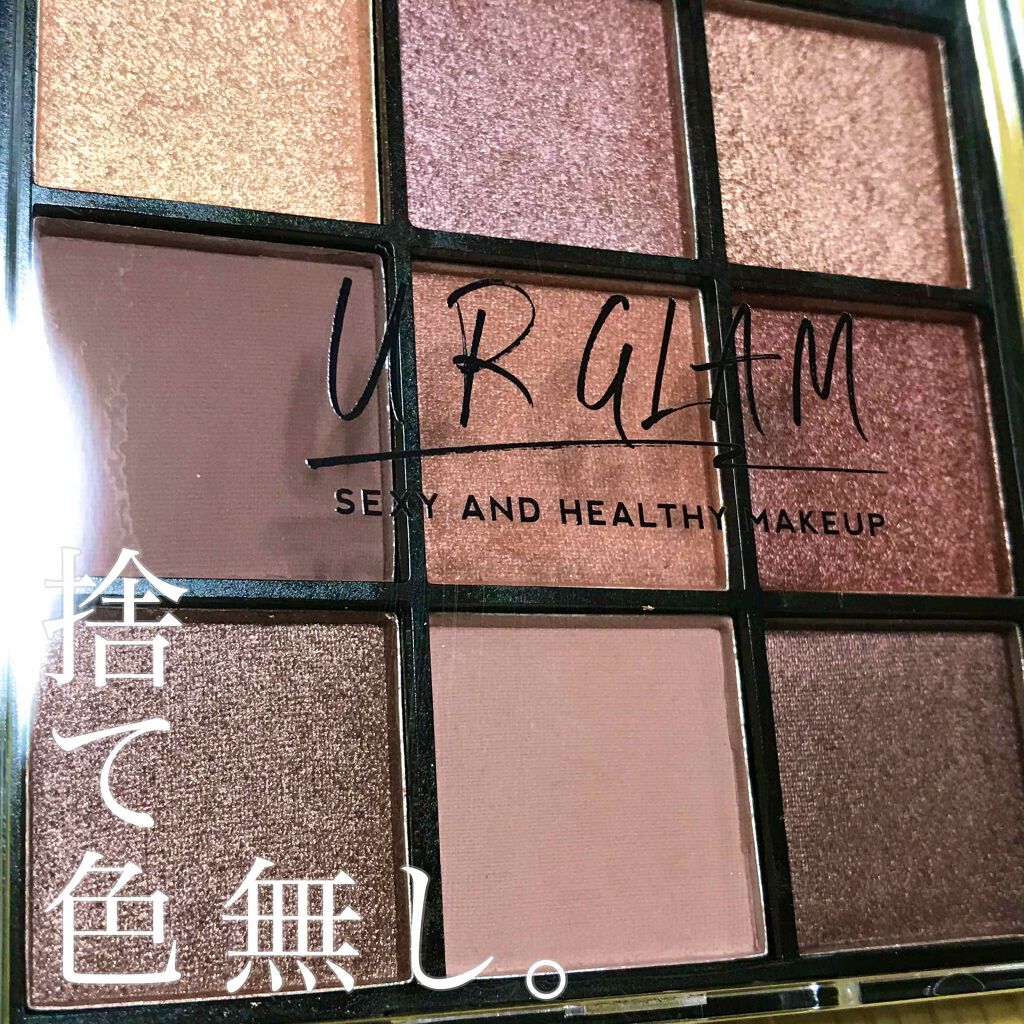 UR GLAM
SEXY AND HEALTHY MAKEUP
捨て
色無し。